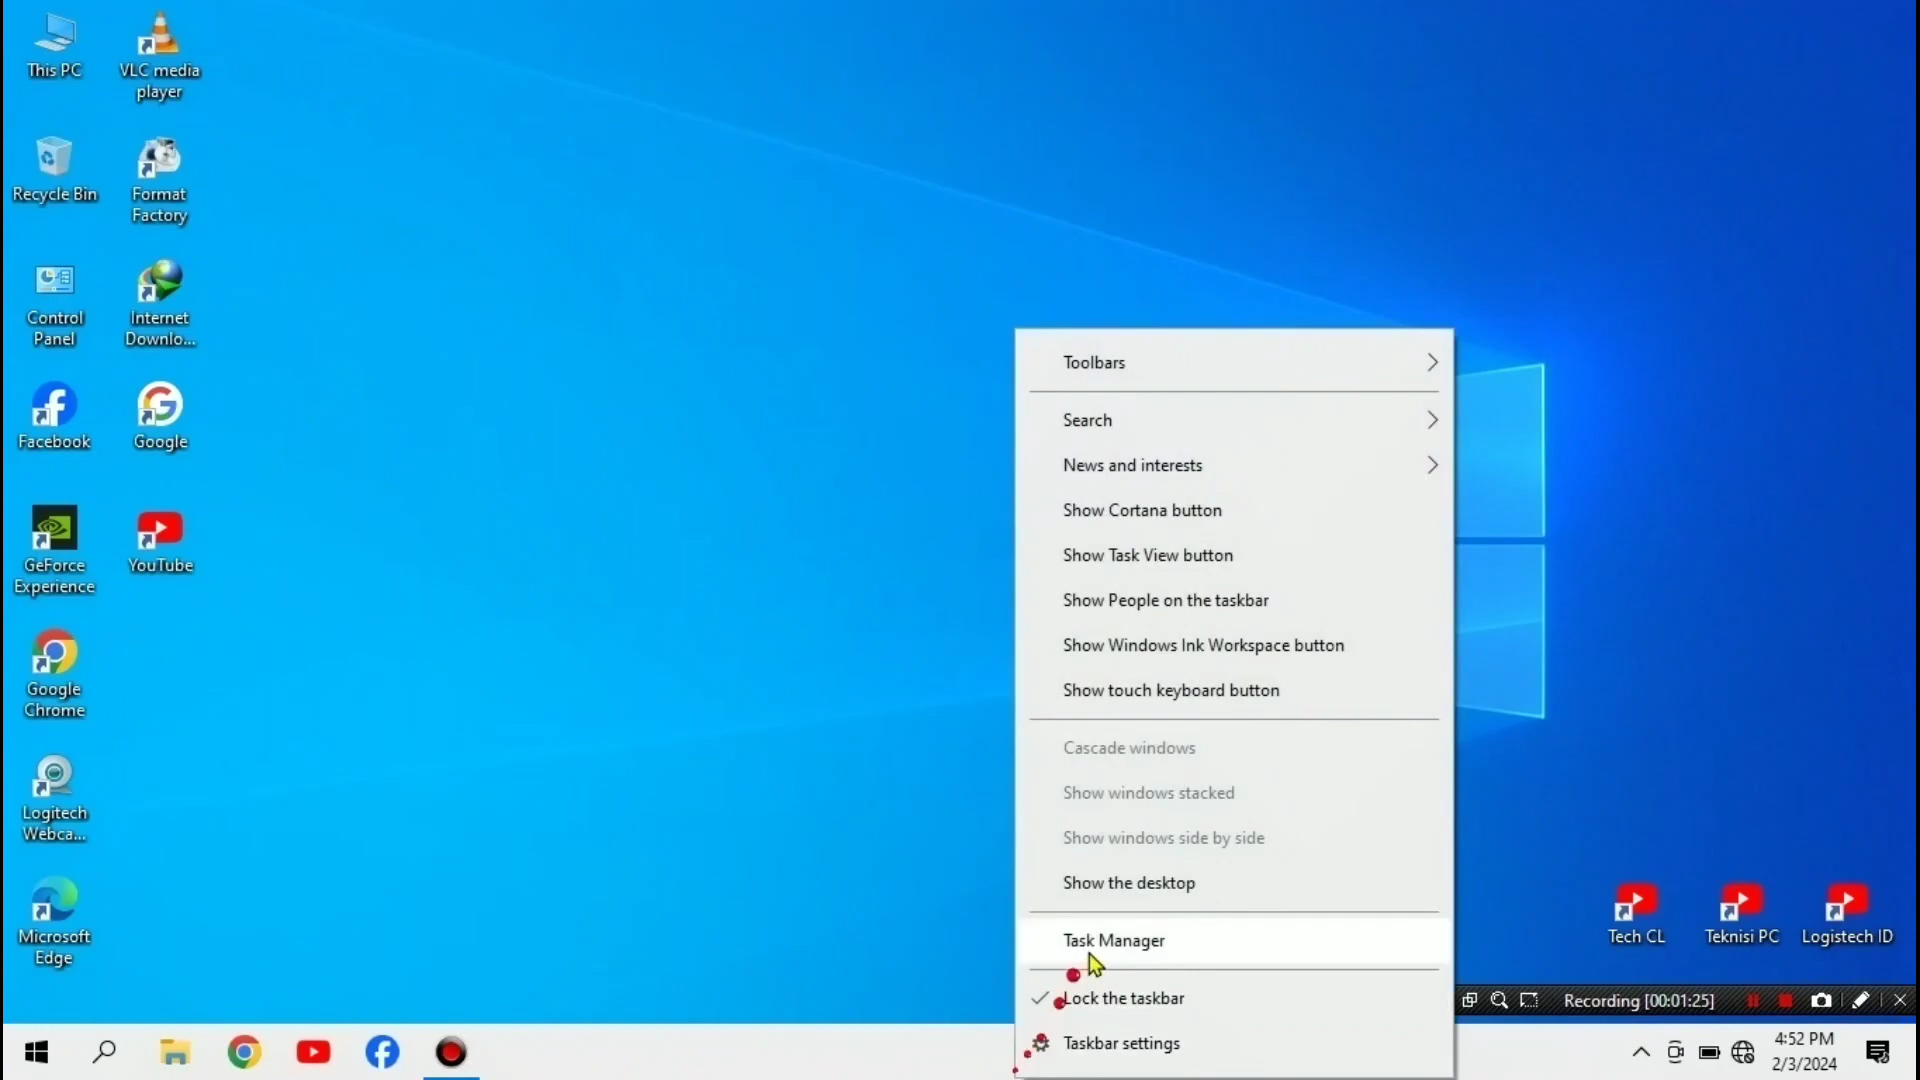 This PC
VLC media
player
Recycle Bin
Format
Factory
Control
Panel
Internet
Downlo...
Facebook
Google
GeForce
Experience
YouTube
Google
Chrome
Logitech
Webca...
Microsoft
Edge
Toolbars
Search
News and interests
Show Cortana button
Show Task View button
Show People on the taskbar
Show Windows Ink Workspace button
Show touch keyboard button
Cascade windows
Show windows stacked
Show windows side by side
Show the desktop
Task Manager
Lock the taskbar
Taskbar settings
Tech CL
Teknisi PC
Logistech ID
Recording [00:01:25]
4:52 PM
2/3/2024